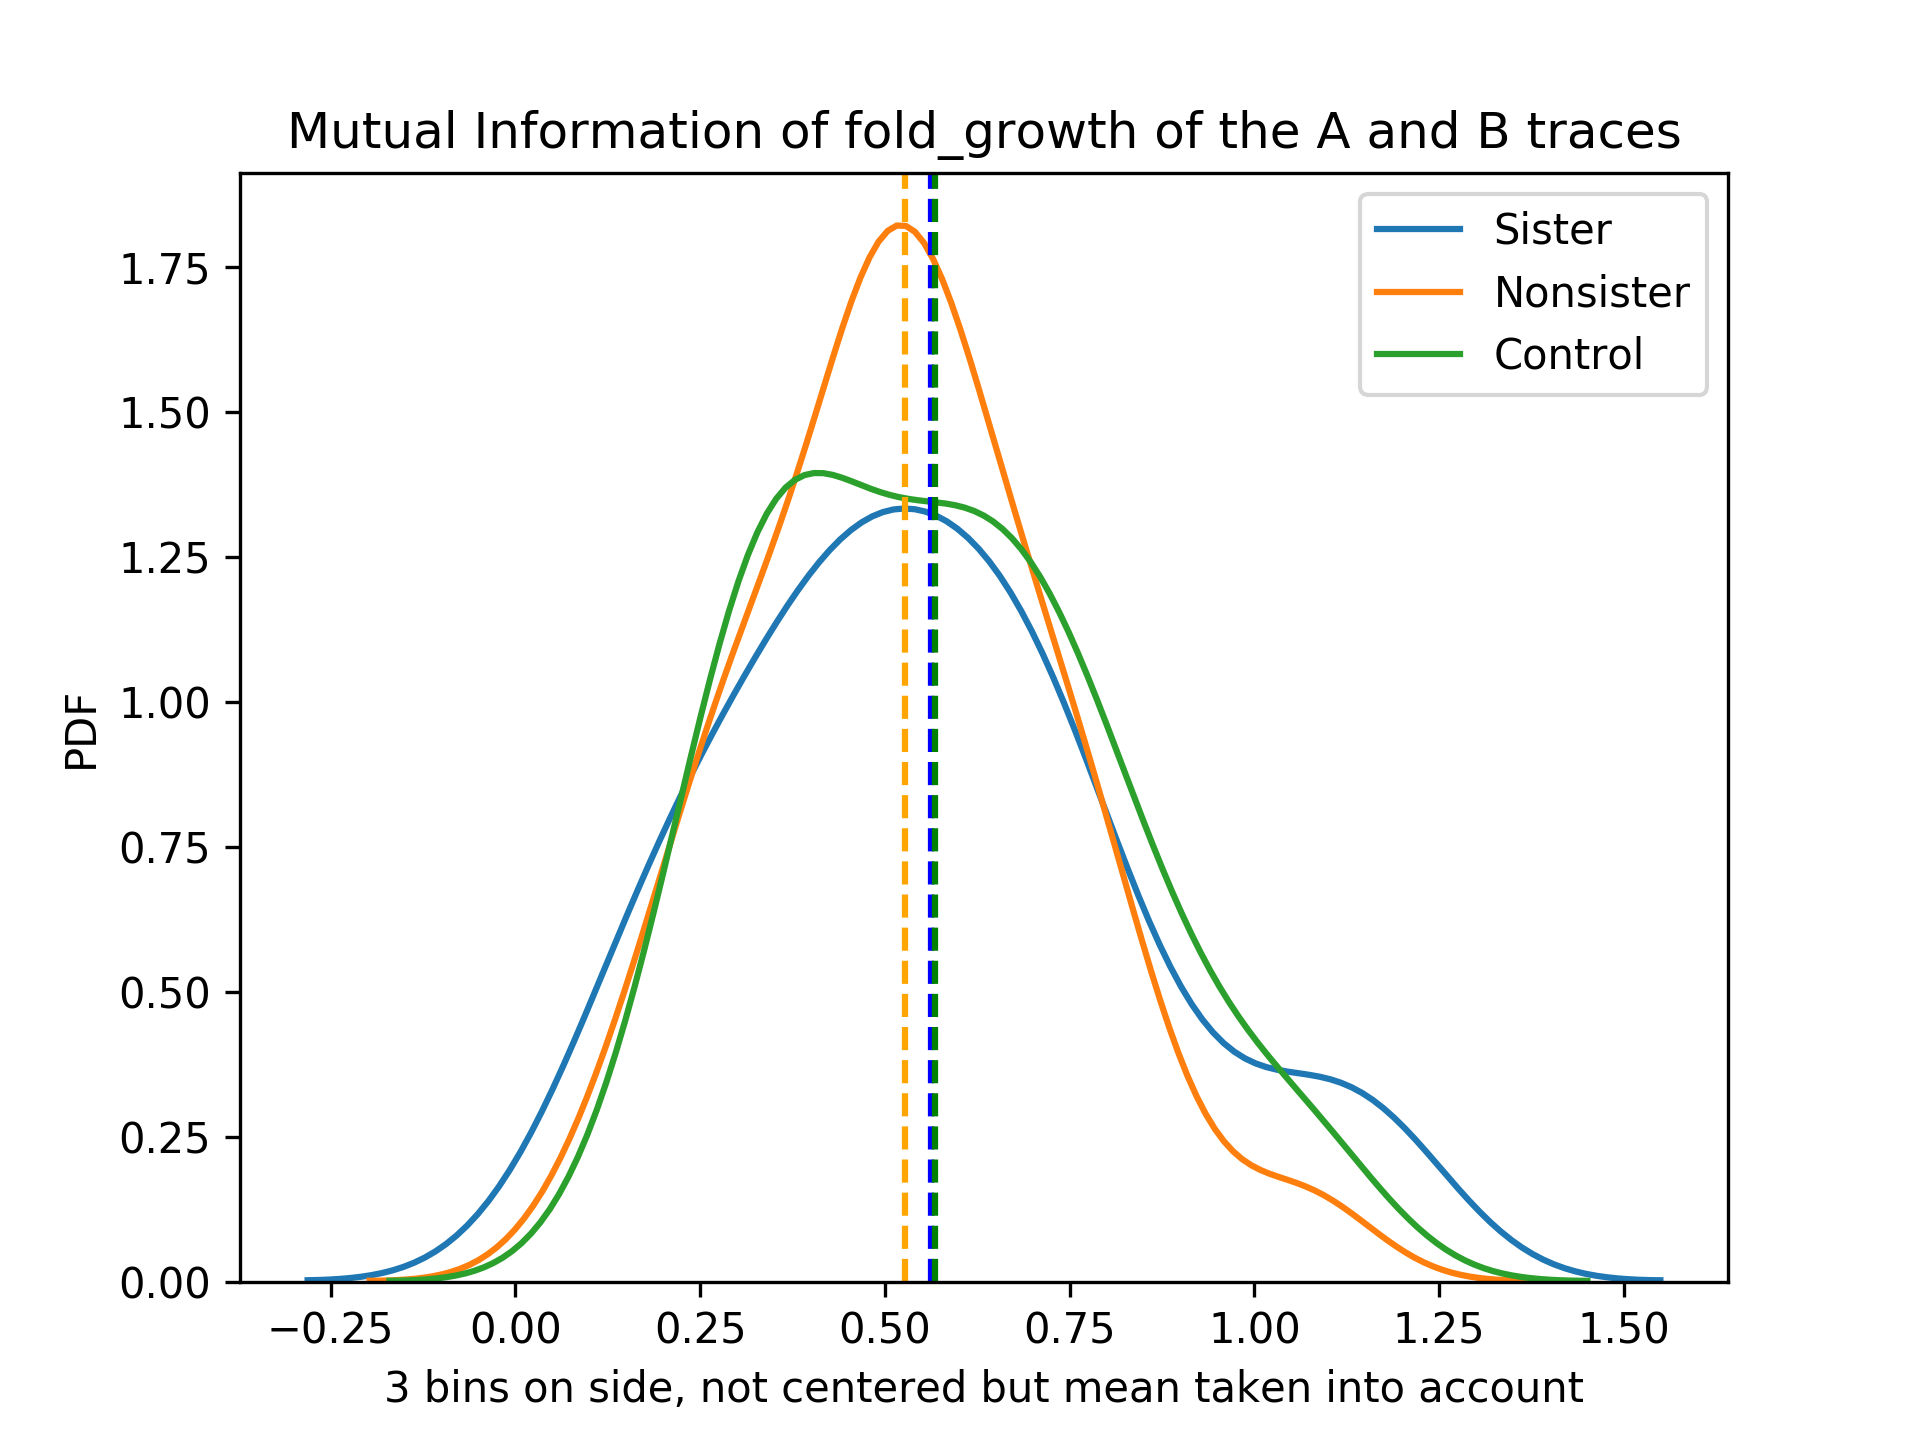 Mutual Information of fold_growth of the A and B traces
Sister
Nonsister
Control
PDF
1.75
1.50
1.25
1.00
0.75
0.50
0.25
0.00
−0.25 0.00 0.25 0.50 0.75 1.00 1.25 1.50
3 bins on side, not centered but mean taken into account